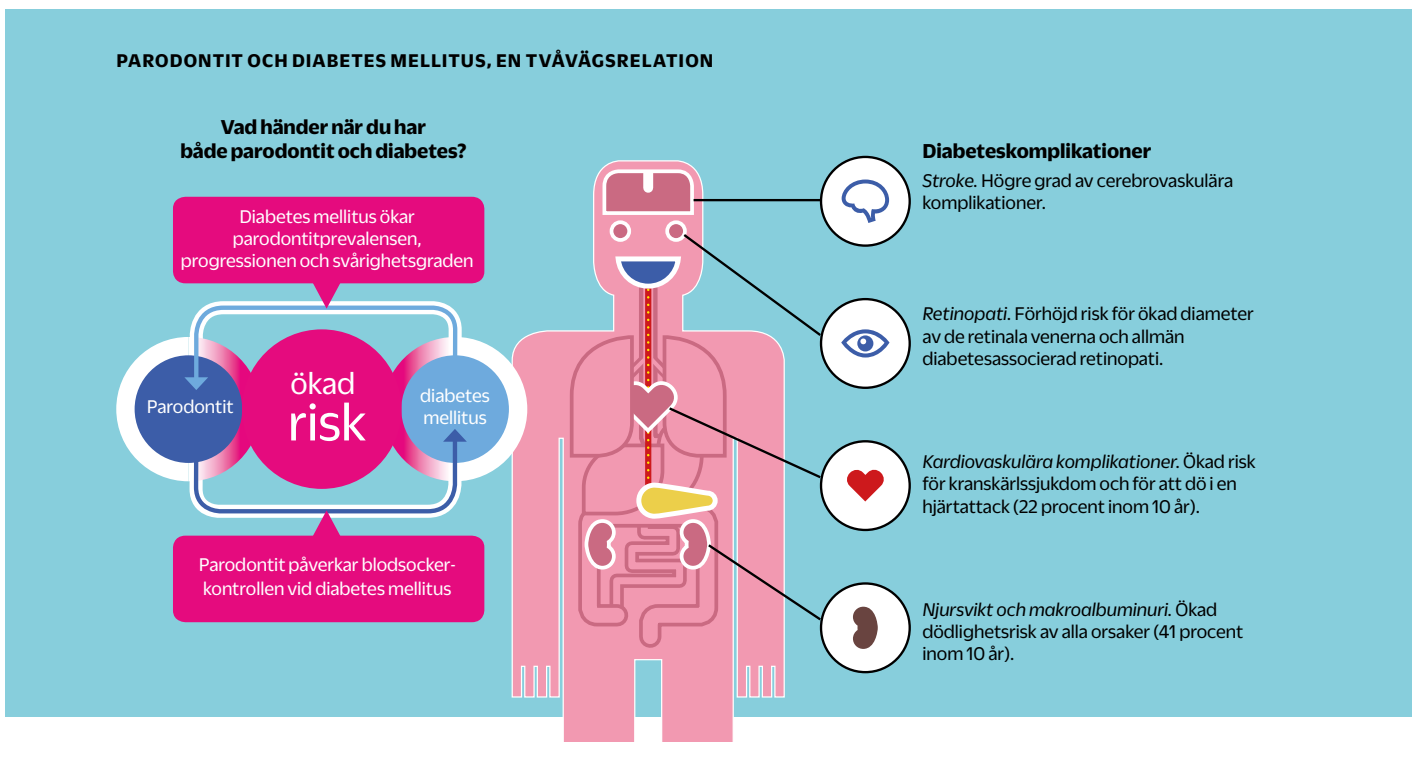 PARODONTIT OCH DIABETES MELLITUS, EN TVÅVÄGSRELATION
Vad händer när du har
både parodontit och diabetes?
Diabetes mellitus ökar
parodontitprevalensen,
progressionen och svårighetsgraden
Parodontit
ökad
risk
diabetes
mellitus
Parodontit påverkar blodsocker-
kontrollen vid diabetes mellitus
Diabeteskomplikationer
Stroke. Högre grad av cerebrovaskulära
komplikationer.
Retinopati. Förhöjd risk för ökad diameter
av de retinala venerna och allmän
diabetesassocierad retinopati.
Kardiovaskulära komplikationer. Ökad risk
för kranskärlssjukdom och för att dö i en
hjärtattack (22 procent inom 10 år).
Njursvikt och makroalbuminuri. Ökad
dödlighetsrisk av alla orsaker (41 procent
inom 10 år).